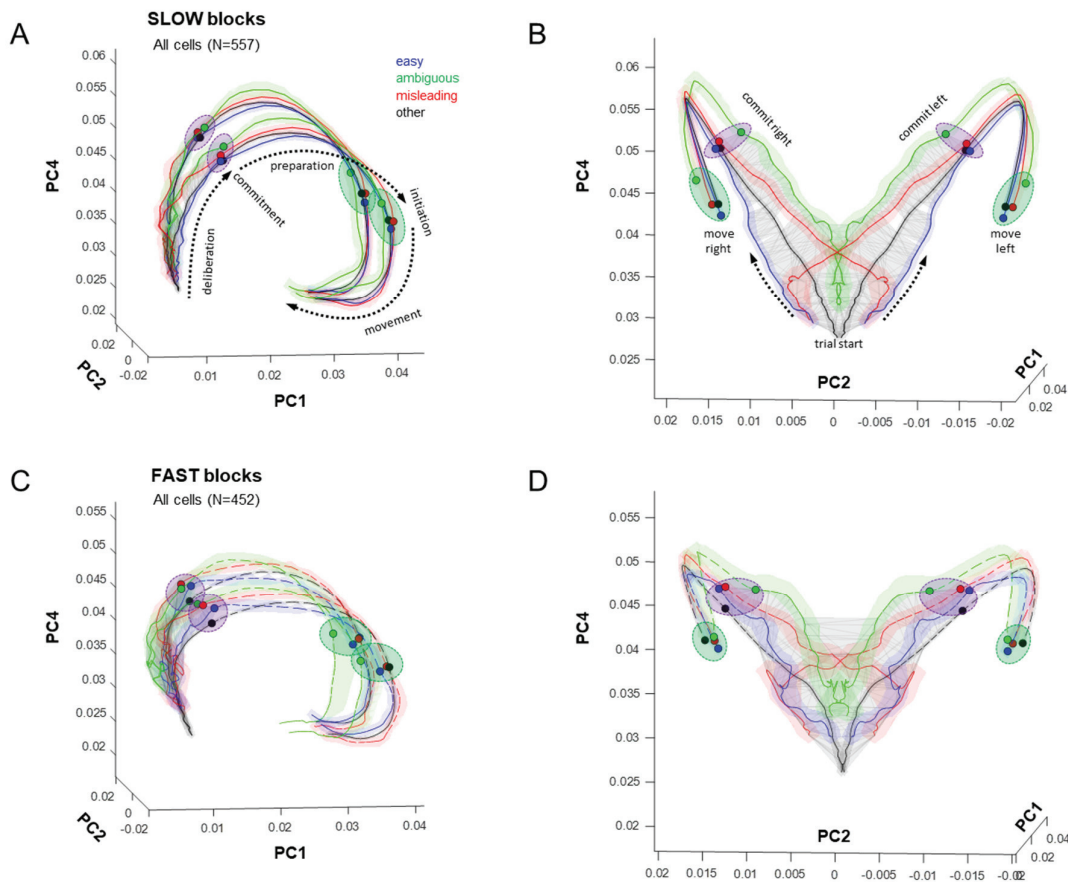 A
SLOW blocks
All cells (N=557)
easy
ambiguous
misleading
other
PC4
0.06
0.055
0.05
0.045
0.04
0.035
0.03
0.025
0.02
deliberation
commitment
preparation
initiation
movement
0.02
0
-0.02
PC2
0.01
0.02
0.03
0.04
PC1
B
PC4
0.06
0.055
0.05
0.045
0.04
0.035
0.03
0.025
commit right
commit left
move
right
move
left
trial start
PC2
PC1
0.04
0.02
0.02 0.015 0.01 0.005 0 -0.005 -0.01 -0.015 -0.02
C
FAST blocks
All cells (N=452)
PC4
0.055
0.05
0.045
0.04
0.035
0.03
0.025
0.02
0.02
0
-0.02
PC2
0.01
0.02
0.03
0.04
PC1
D
PC4
0.055
0.05
0.045
0.04
0.035
0.03
0.025
0.02
PC2
PC1
0.04
0.02
0.02 0.015 0.01 0.005 0 -0.005 -0.01 -0.015 -0.02